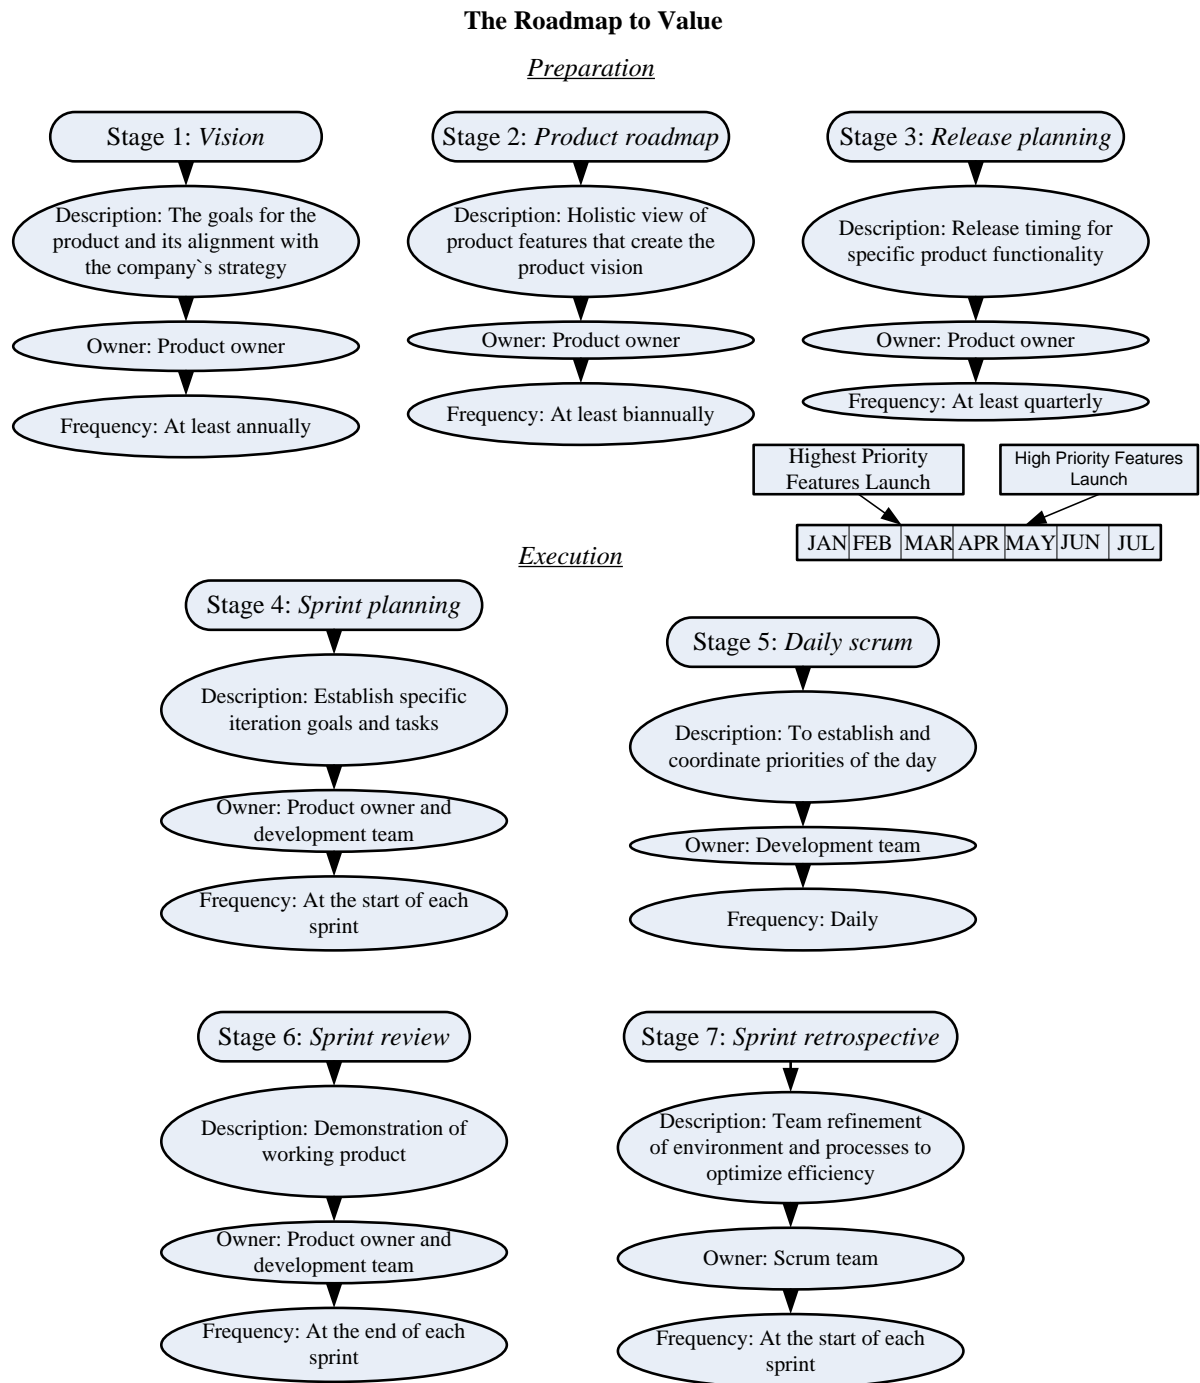 The Roadmap to Value
Preparation
Stage 1: Vision
Description: The goals for the
product and its alignment with
the company`s strategy
Owner: Product owner
Frequency: At least annually
Stage 2: Product roadmap
Description: Holistic view of
product features that create the
product vision
Owner: Product owner
Frequency: At least biannually
Stage 3: Release planning
Description: Release timing for
specific product functionality
Owner: Product owner
Frequency: At least quarterly
Highest Priority
Features Launch
High Priority Features
Launch
JAN FEB MAR APR MAY JUN JUL
Execution
Stage 4: Sprint planning
Description: Establish specific
iteration goals and tasks
Owner: Product owner and
development team
Frequency: At the start of each
sprint
Stage 5: Daily scrum
Description: To establish and
coordinate priorities of the day
Owner: Development team
Frequency: Daily
Stage 6: Sprint review
Description: Demonstration of
working product
Owner: Product owner and
development team
Frequency: At the end of each
sprint
Stage 7: Sprint retrospective
Description: Team refinement
of environment and processes to
optimize efficiency
Owner: Scrum team
Frequency: At the start of each
sprint